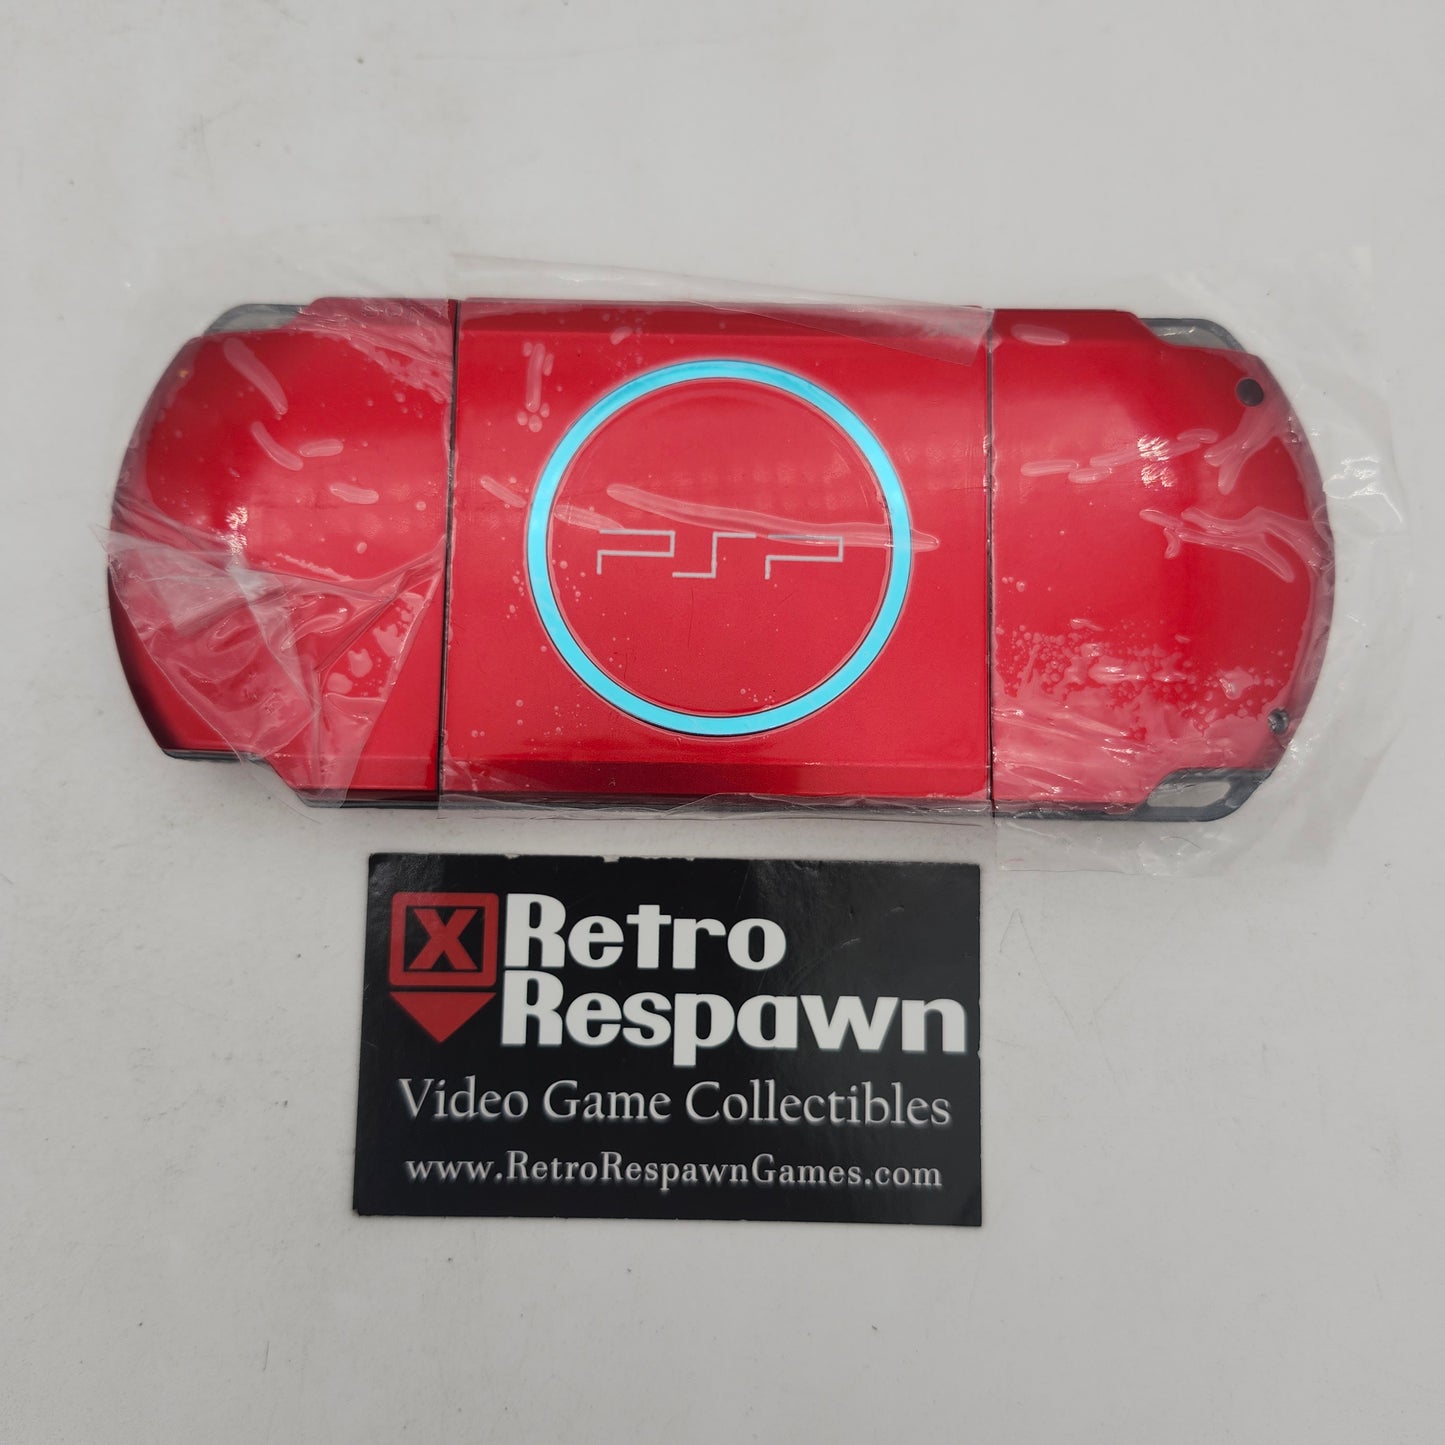 PSP
X Retro
Respawn
Video Game Collectibles
www.RetroRespawnGames.com